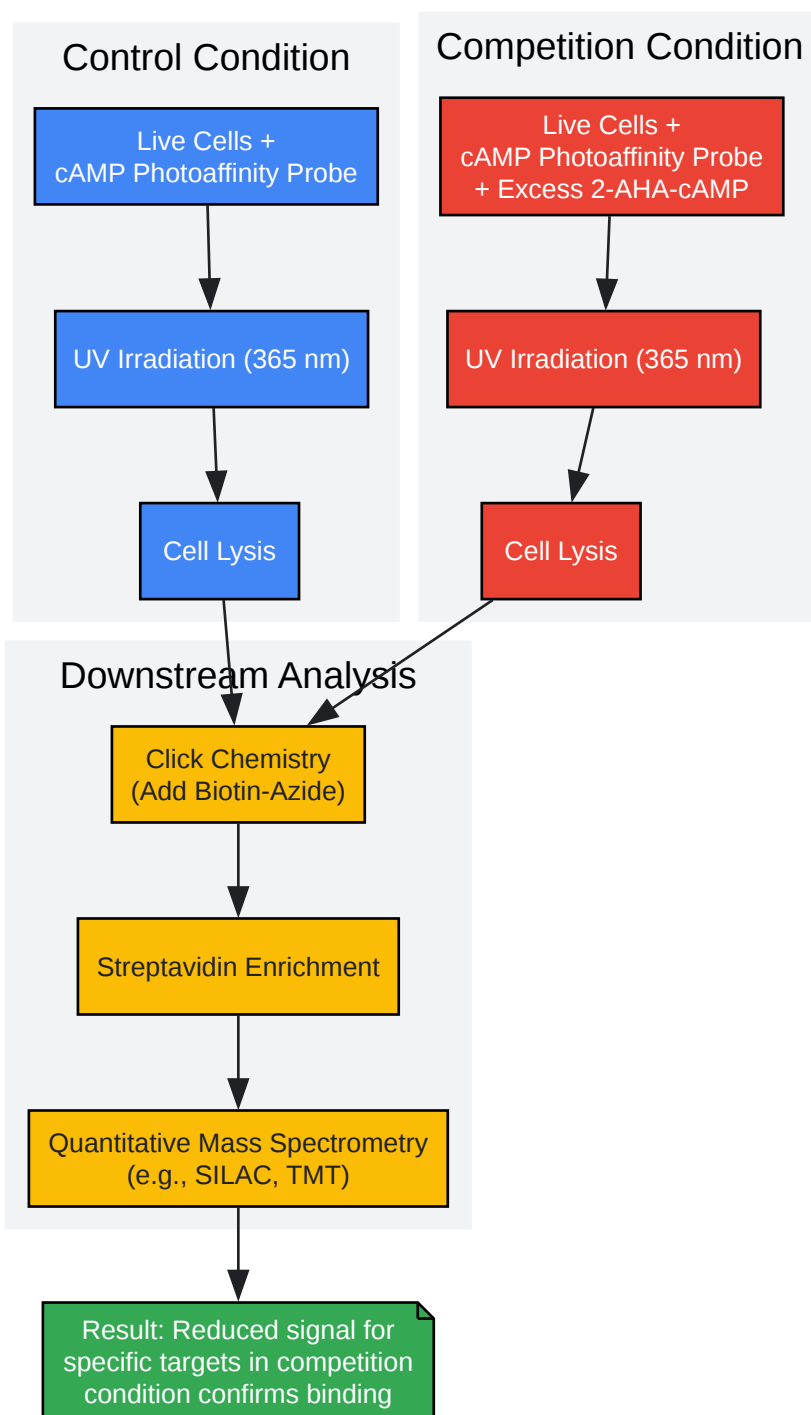 Control Condition
Live Cells +
cAMP Photoaffinity Probe
UV Irradiation (365 nm)
Cell Lysis
Competition Condition
Live Cells +
cAMP Photoaffinity Probe
+ Excess 2-AHA-cAMP
UV Irradiation (365 nm)
Cell Lysis
Downstream Analysis
Click Chemistry
(Add Biotin-Azide)
Streptavidin Enrichment
Quantitative Mass Spectrometry
(e.g., SILAC, TMT)
Result: Reduced signal for
specific targets in competition
condition confirms binding